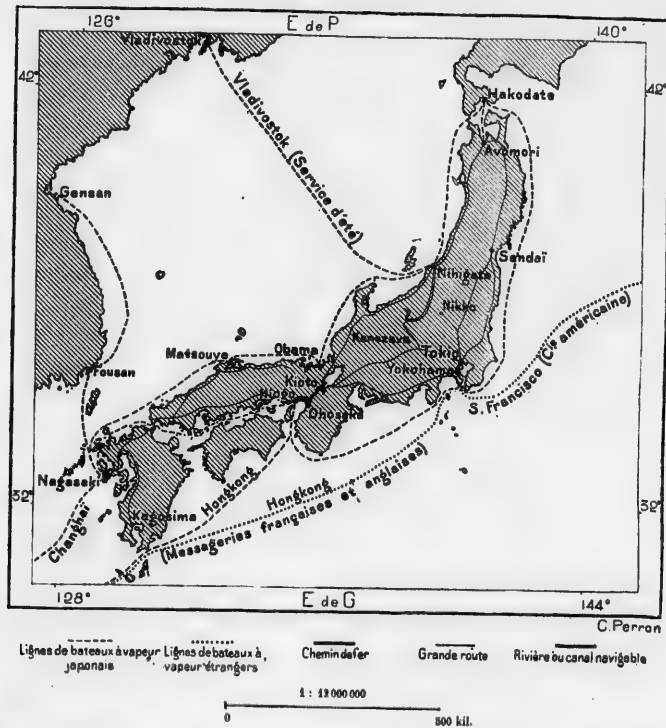 126° E de P 140°
Vladivostok
42° 42°
Hakodate
Vladivostok (Service d'été)
Avomori
Gensan
Sandaï
Nihigata
Nikko
Kanezava
Matsouye Obama
Tokio
Fousan
Kioto Yokohama
Hiogo
Ohosaka
S. Francisco (Cie américaine)
Nagasaki
Hongkong
Hongkong
32° 32°
(Messageries françaises et anglaises)
Changhaï
Kagosima
128° E de G 144°
C. Perron
Lignes de bateaux à vapeur japonais
Lignes de bateaux à vapeur étrangers
Chemin de fer
Grande route
Rivière ou canal navigable
1 : 12 000 000
0 500 kil.